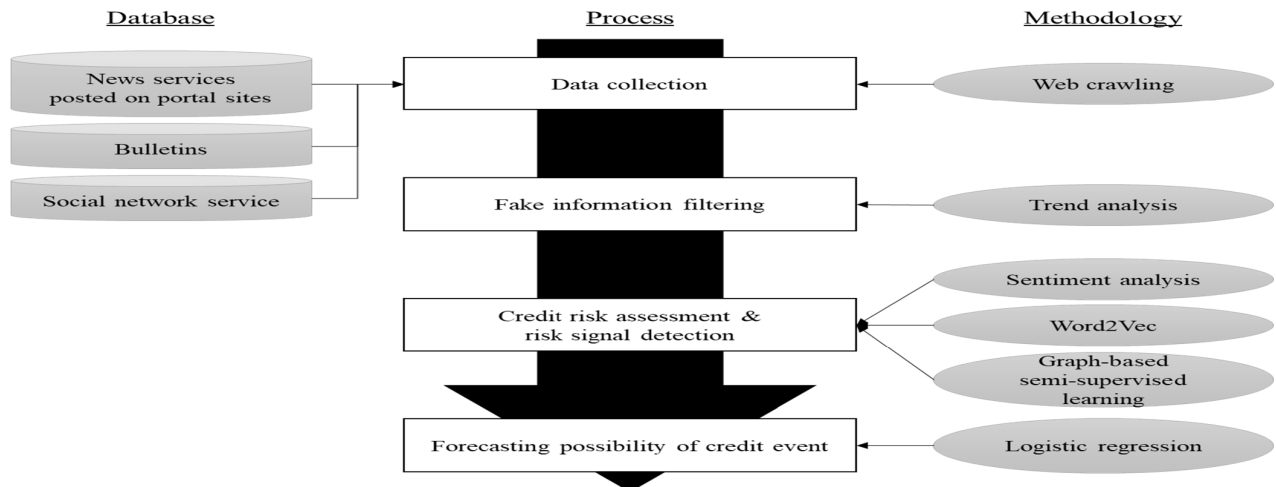 Database
Process
Methodology
News services
posted on portal sites
Data collection
Web crawling
Bulletins
Social network service
Fake information filtering
Trend analysis
Credit risk assessment &
risk signal detection
Sentiment analysis
Word2Vec
Graph-based
semi-supervised
learning
Forecasting possibility of credit event
Logistic regression